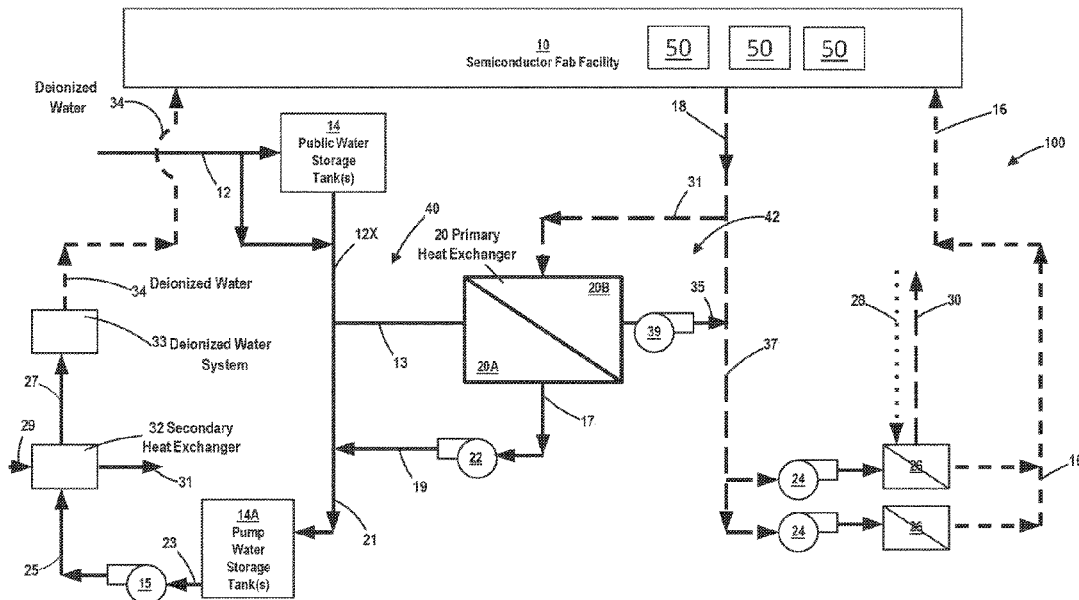 10
Semiconductor Fab Facility
50
50
50
Deionized
Water
34
12
14
Public Water
Storage
Tank(s)
18
16
100
31
42
40
12X
20 Primary
Heat Exchanger
20B
20A
39
35
13
17
37
28
30
34
Deionized Water
33 Deionized Water
System
27
29
32 Secondary
Heat Exchanger
31
22
19
21
14A
Pump
Water
Storage
Tank(s)
23
25
15
24
26
24
26
16